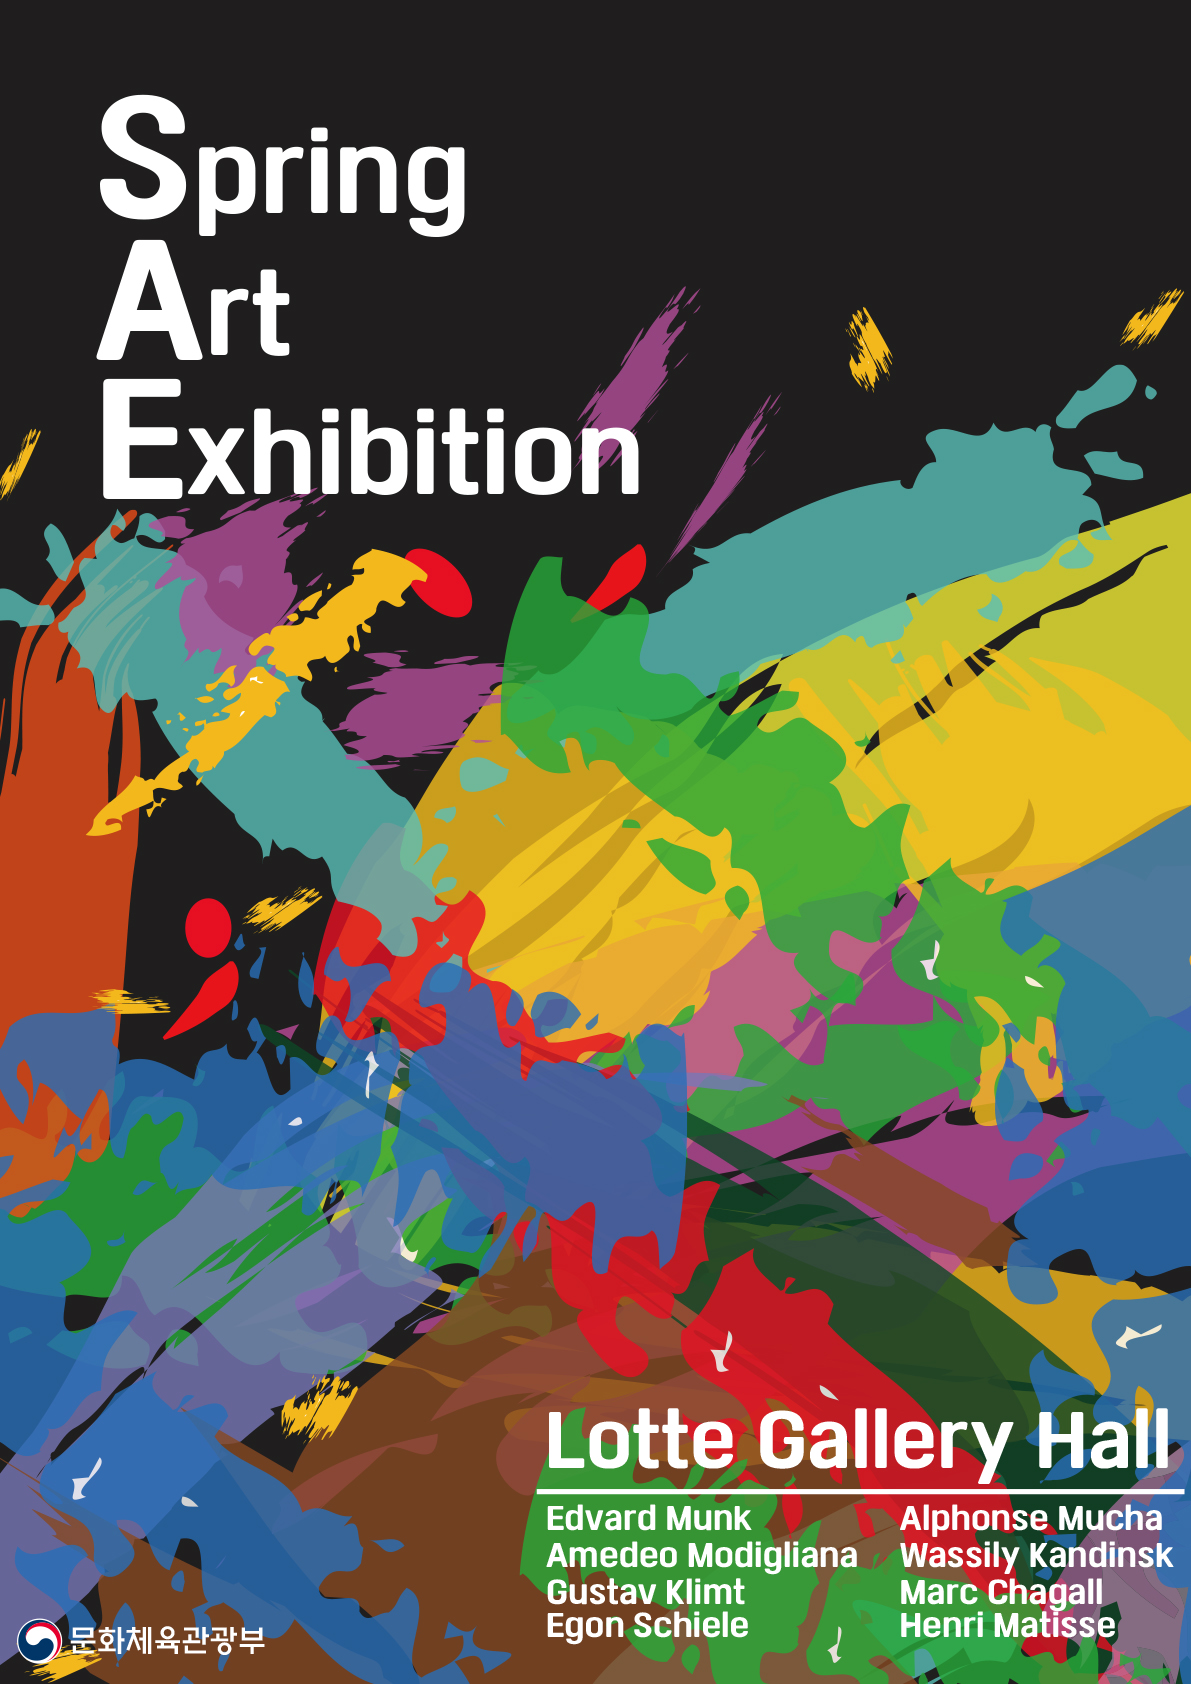 Spring
Art
Exhibition
Lotte Gallery Hall
Edvard Munk
Amedeo Modigliana
Gustav Klimt
Egon Schiele
Alphonse Mucha
Wassily Kandinsk
Marc Chagall
Henri Matisse
문화체육관광부